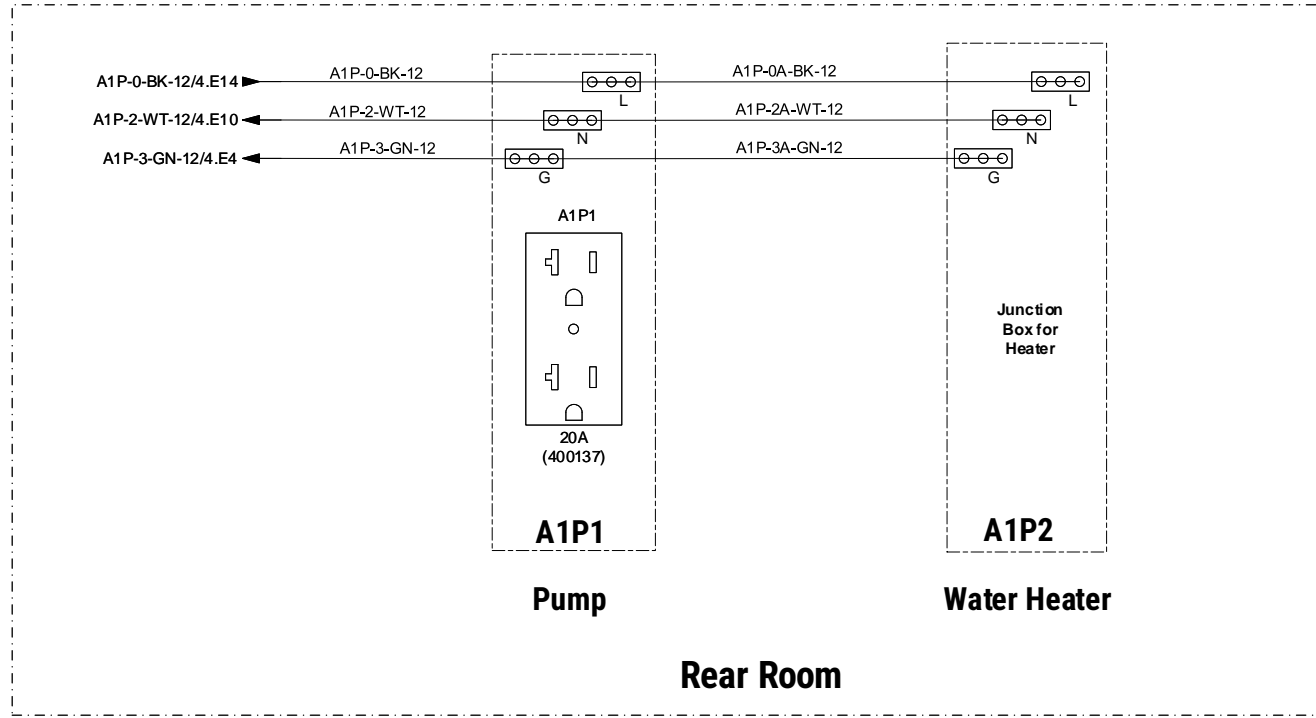 A1P-0-BK-12/4.E14
A1P-0-BK-12
L
A1P-0A-BK-12
L
A1P-2-WT-12/4.E10
A1P-2-WT-12
N
A1P-2A-WT-12
N
A1P-3-GN-12/4.E4
A1P-3-GN-12
G
A1P-3A-GN-12
G
A1P1
20A
(400137)
Junction
Box for
Heater
A1P1
A1P2
Pump
Water Heater
Rear Room